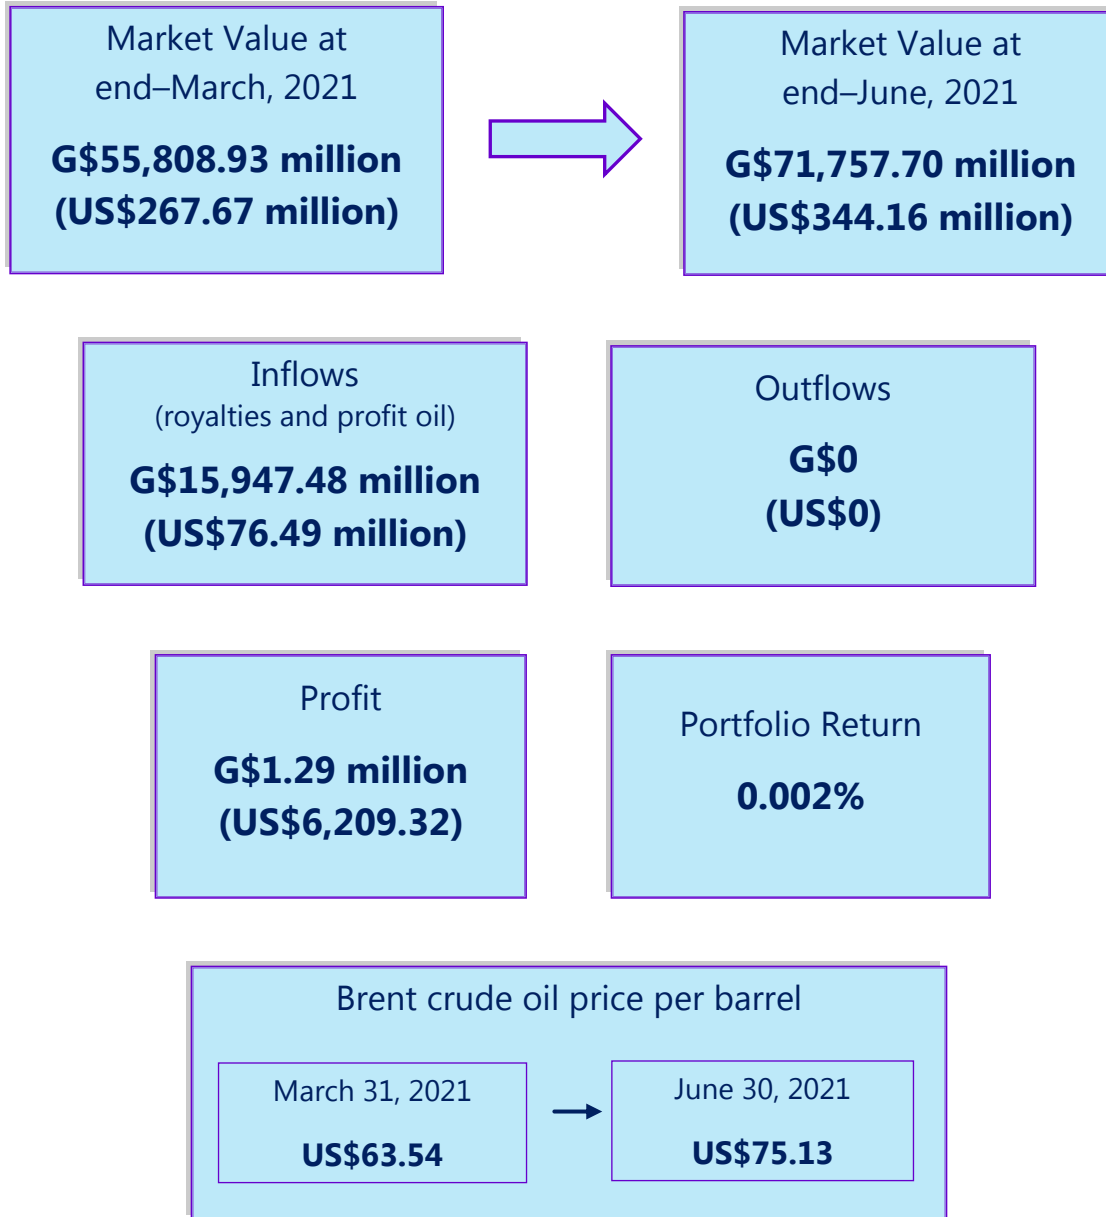 Market Value at
end–March, 2021
G$55,808.93 million
(US$267.67 million)
Market Value at
end–June, 2021
G$71,757.70 million
(US$344.16 million)
Inflows
(royalties and profit oil)
G$15,947.48 million
(US$76.49 million)
Outflows
G$0
(US$0)
Profit
G$1.29 million
(US$6,209.32)
Portfolio Return
0.002%
Brent crude oil price per barrel
March 31, 2021
US$63.54
June 30, 2021
US$75.13